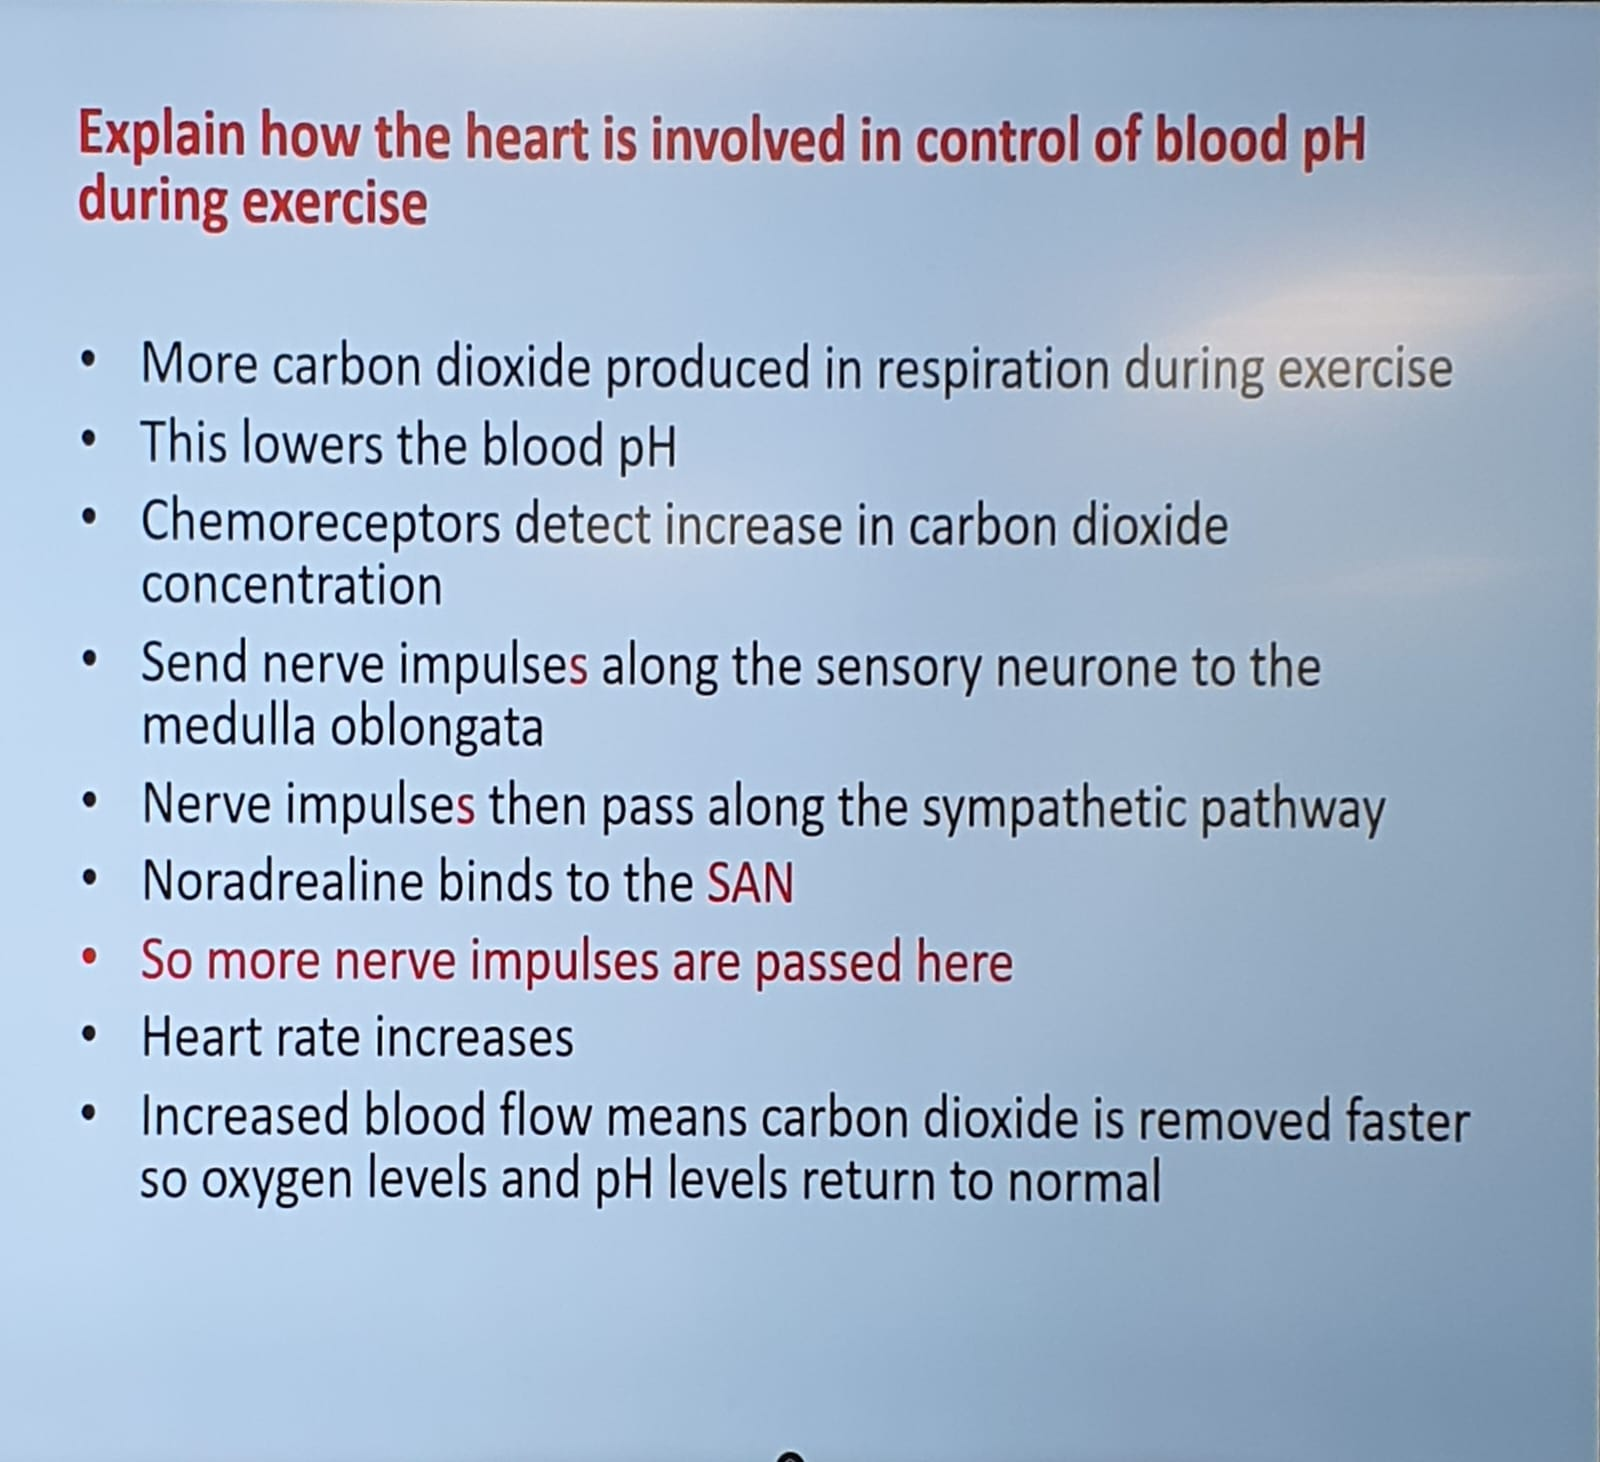 Explain how the heart is involved in control of blood pH
during exercise
• More carbon dioxide produced in respiration during exercise
• This lowers the blood pH
• Chemoreceptors detect increase in carbon dioxide
concentration
• Send nerve impulses along the sensory neurone to the
medulla oblongata
• Nerve impulses then pass along the sympathetic pathway
• Noradrealine binds to the SAN
• So more nerve impulses are passed here
• Heart rate increases
• Increased blood flow means carbon dioxide is removed faster
so oxygen levels and pH levels return to normal